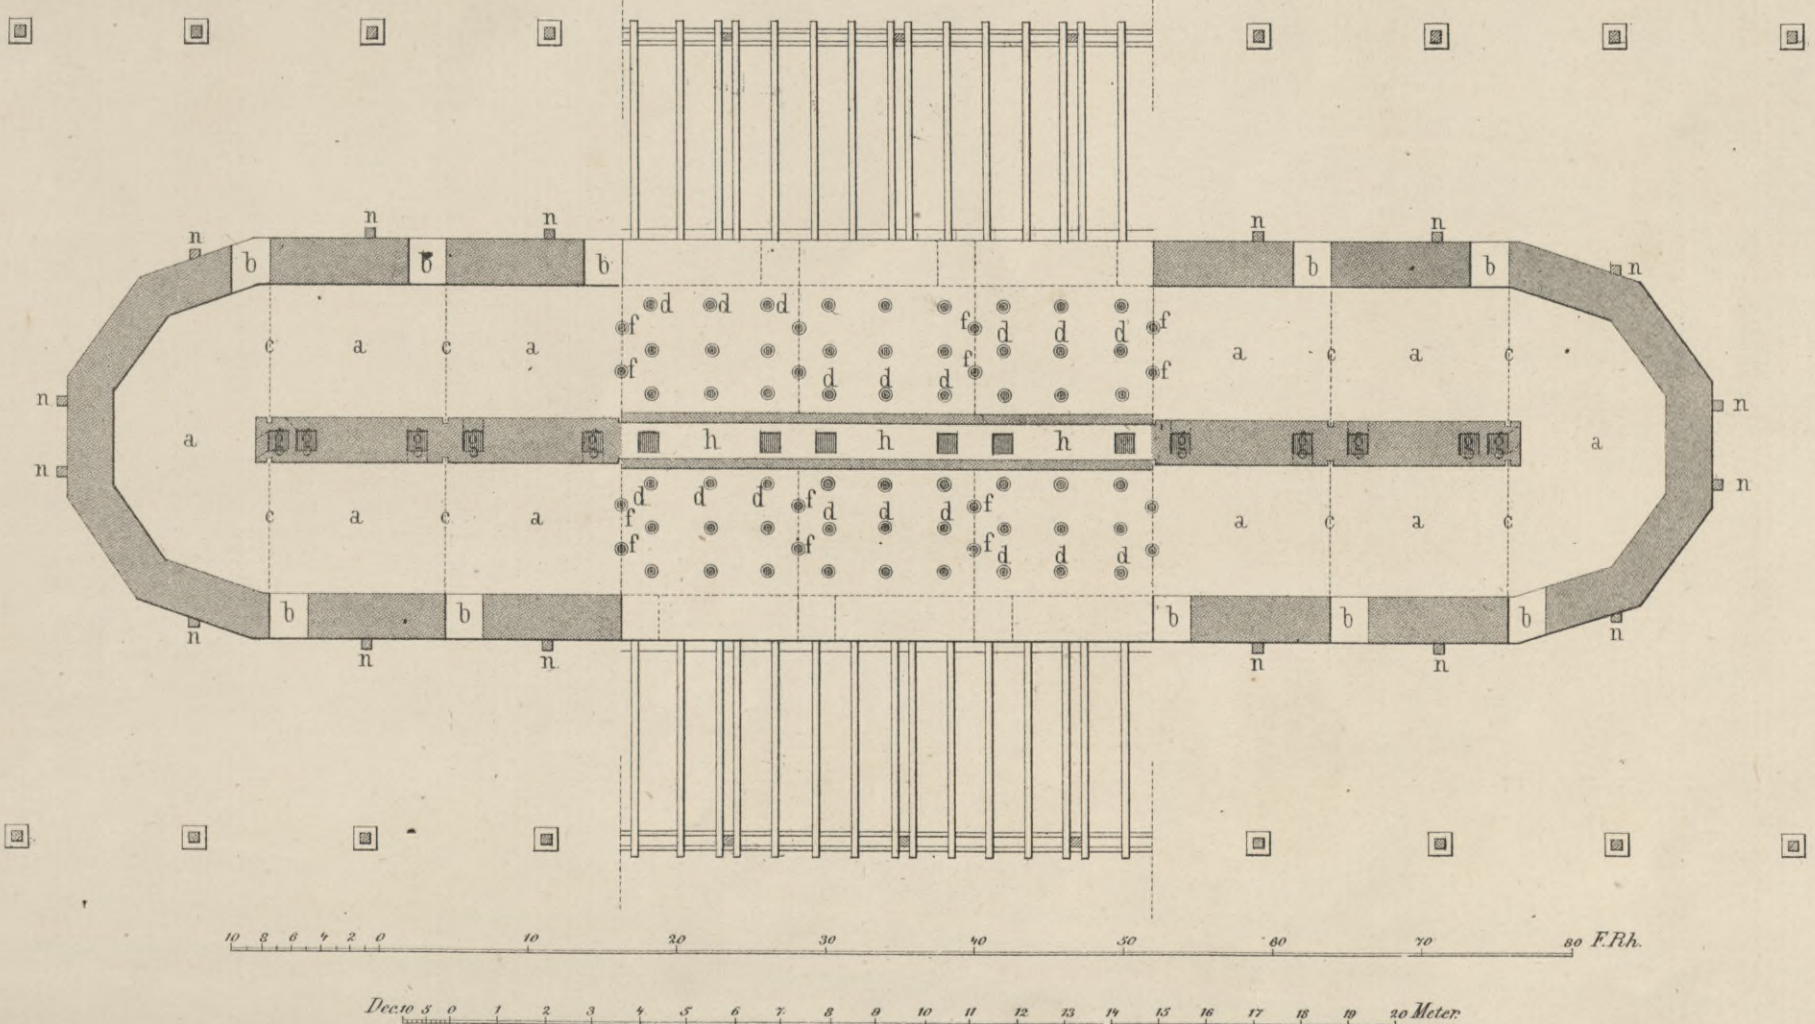 n n n n n n
b b b b b
n
d d d
f f f f
d d d
c a c a f d d d f f a c a c
n n
a g g g g g h h h g g g g g a
n n
d d d f f
c a c a f d d d a c a c
f f f d d d
b b b b b
n n
n n n n
10 8 6 4 2 0 10 20 30 40 50 60 70 80 F.Rh.
Dec. 10 5 0 1 2 3 4 5 6 7 8 9 10 11 12 13 14 15 16 17 18 19 20 Meter.